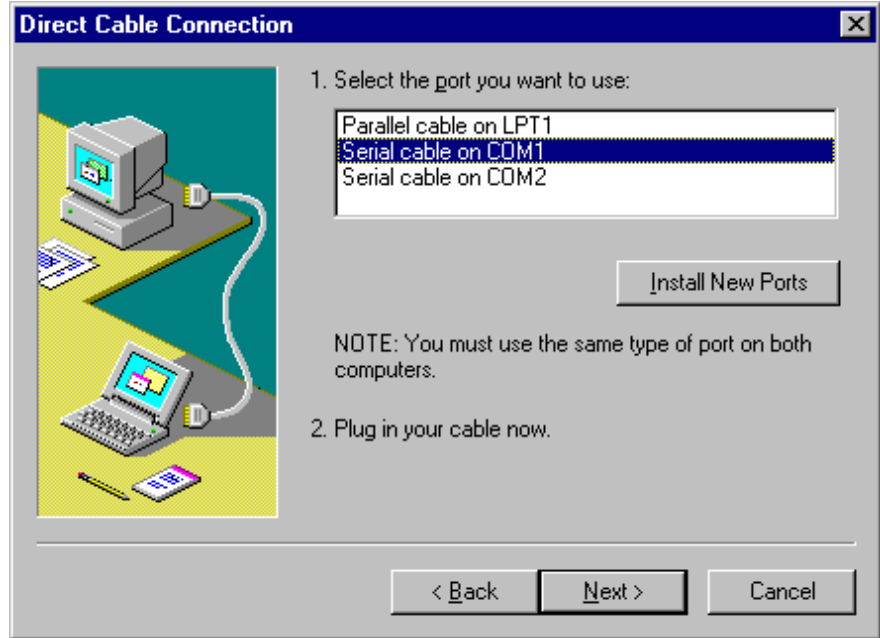 Direct Cable Connection
1. Select the port you want to use:
Parallel cable on LPT1
Serial cable on COM1
Serial cable on COM2
Install New Ports
NOTE: You must use the same type of port on both
computers.
2. Plug in your cable now.
< Back
Next >
Cancel